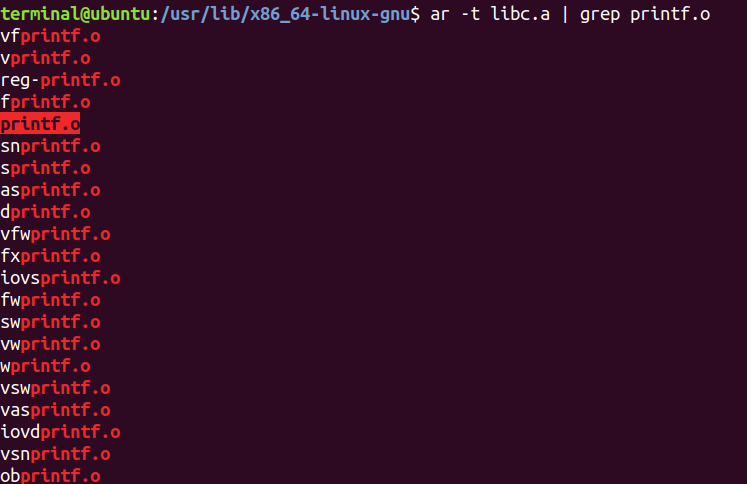 terminal@ubuntu:/usr/lib/x86_64-linux-gnu$ ar -t libc.a | grep printf.o
vfprintf.o
vprintf.o
reg-printf.o
fprintf.o
printf.o
snprintf.o
sprintf.o
asprintf.o
dprintf.o
vfwprintf.o
fxprintf.o
iovsprintf.o
fwprintf.o
swprintf.o
vwprintf.o
wprintf.o
vswprintf.o
vasprintf.o
iovdprintf.o
vsnprintf.o
obprintf.o